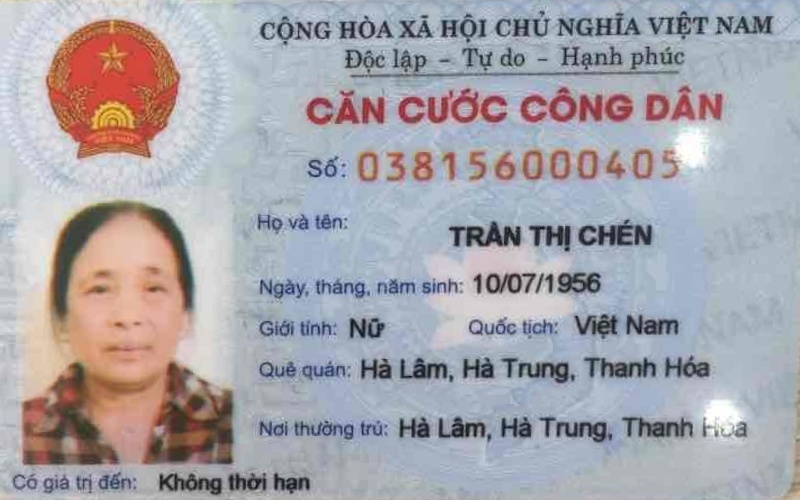 CỘNG HÒA XÃ HỘI CHỦ NGHĨA VIỆT NAM
Độc lập – Tự do – Hạnh phúc
CĂN CƯỚC CÔNG DÂN
Số: 038156000405
Họ và tên:
TRẦN THỊ CHÉN
Ngày, tháng, năm sinh: 10/07/1956
Giới tính: Nữ Quốc tịch: Việt Nam
Quê quán: Hà Lâm, Hà Trung, Thanh Hóa
Nơi thường trú: Hà Lâm, Hà Trung, Thanh Hóa
Có giá trị đến: Không thời hạn